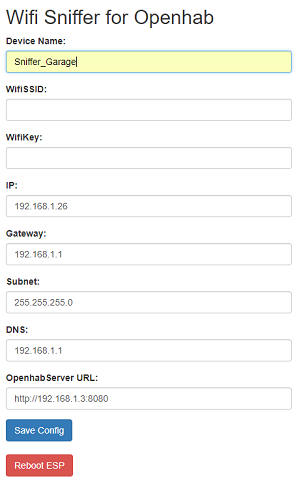 Wifi Sniffer for Openhab
Device Name:
Sniffer_Garage
WifiSSID:
WifiKey:
IP:
192.168.1.26
Gateway:
192.168.1.1
Subnet:
255.255.255.0
DNS:
192.168.1.1
OpenhabServer URL:
http://192.168.1.3:8080
Save Config
Reboot ESP